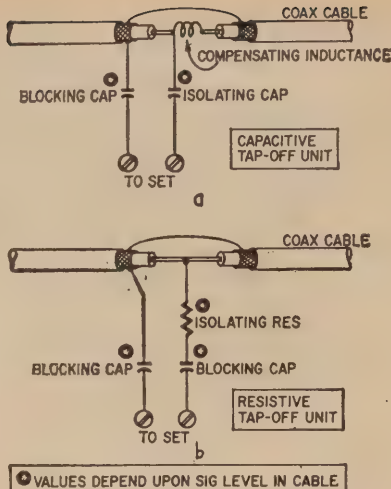 COAX CABLE
COMPENSATING INDUCTANCE
BLOCKING CAP
ISOLATING CAP
CAPACITIVE
TAP-OFF UNIT
TO SET
a
COAX CABLE
ISOLATING RES
BLOCKING CAP
BLOCKING CAP
RESISTIVE
TAP-OFF UNIT
TO SET
b
VALUES DEPEND UPON SIG LEVEL IN CABLE